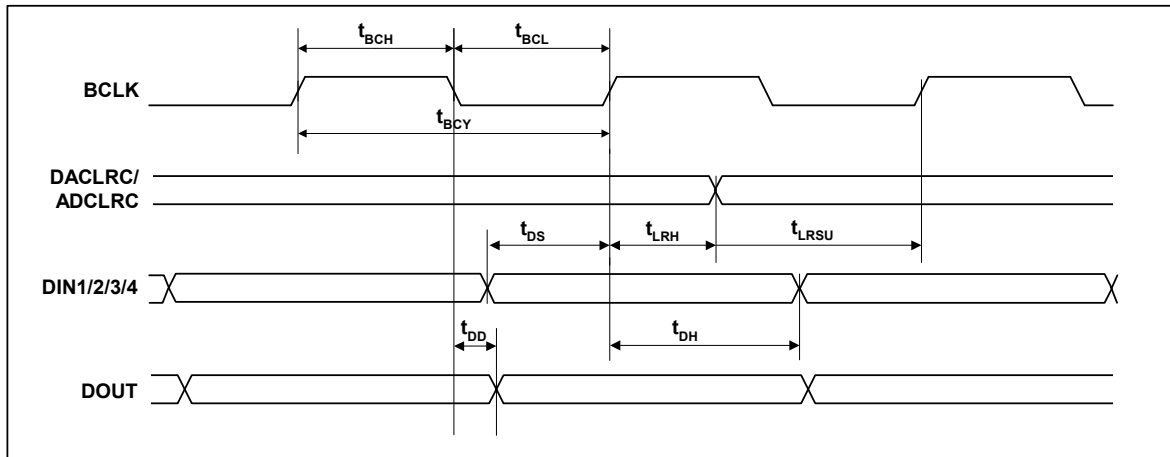 tBCH
tBCL
BCLK
tBCY
DACLRC/
ADCLRC
tDS
tLRH
tLRSU
DIN1/2/3/4
tDD
tDH
DOUT